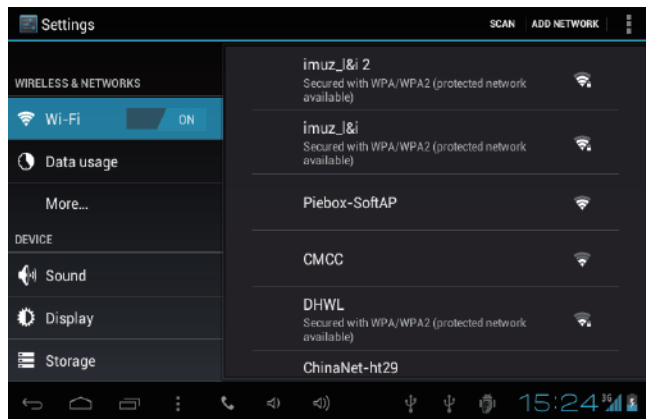 Settings
SCAN
ADD NETWORK
WIRELESS & NETWORKS
Wi-Fi
ON
Data usage
More...
DEVICE
Sound
Display
Storage
imuz_l&i 2
Secured with WPA/WPA2 (protected network
available)
imuz_l&i
Secured with WPA/WPA2 (protected network
available)
Piebox-SoftAP
CMCC
DHWL
Secured with WPA/WPA2 (protected network
available)
ChinaNet-ht29
15:24
3G